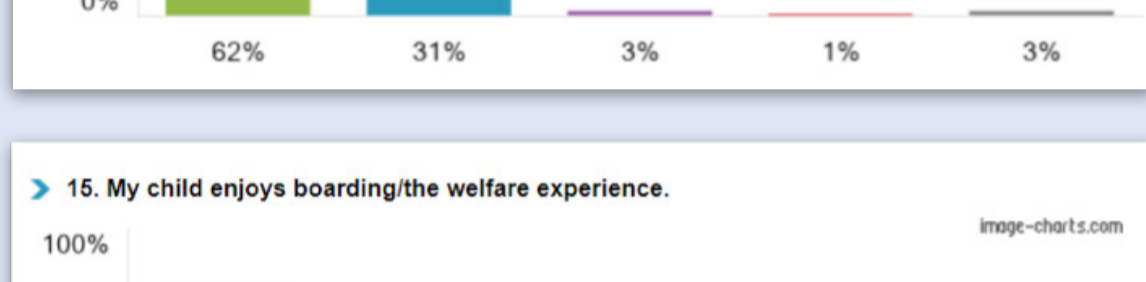 0%
62% 31% 3% 1% 3%
15. My child enjoys boarding/the welfare experience.
image-charts.com
100%